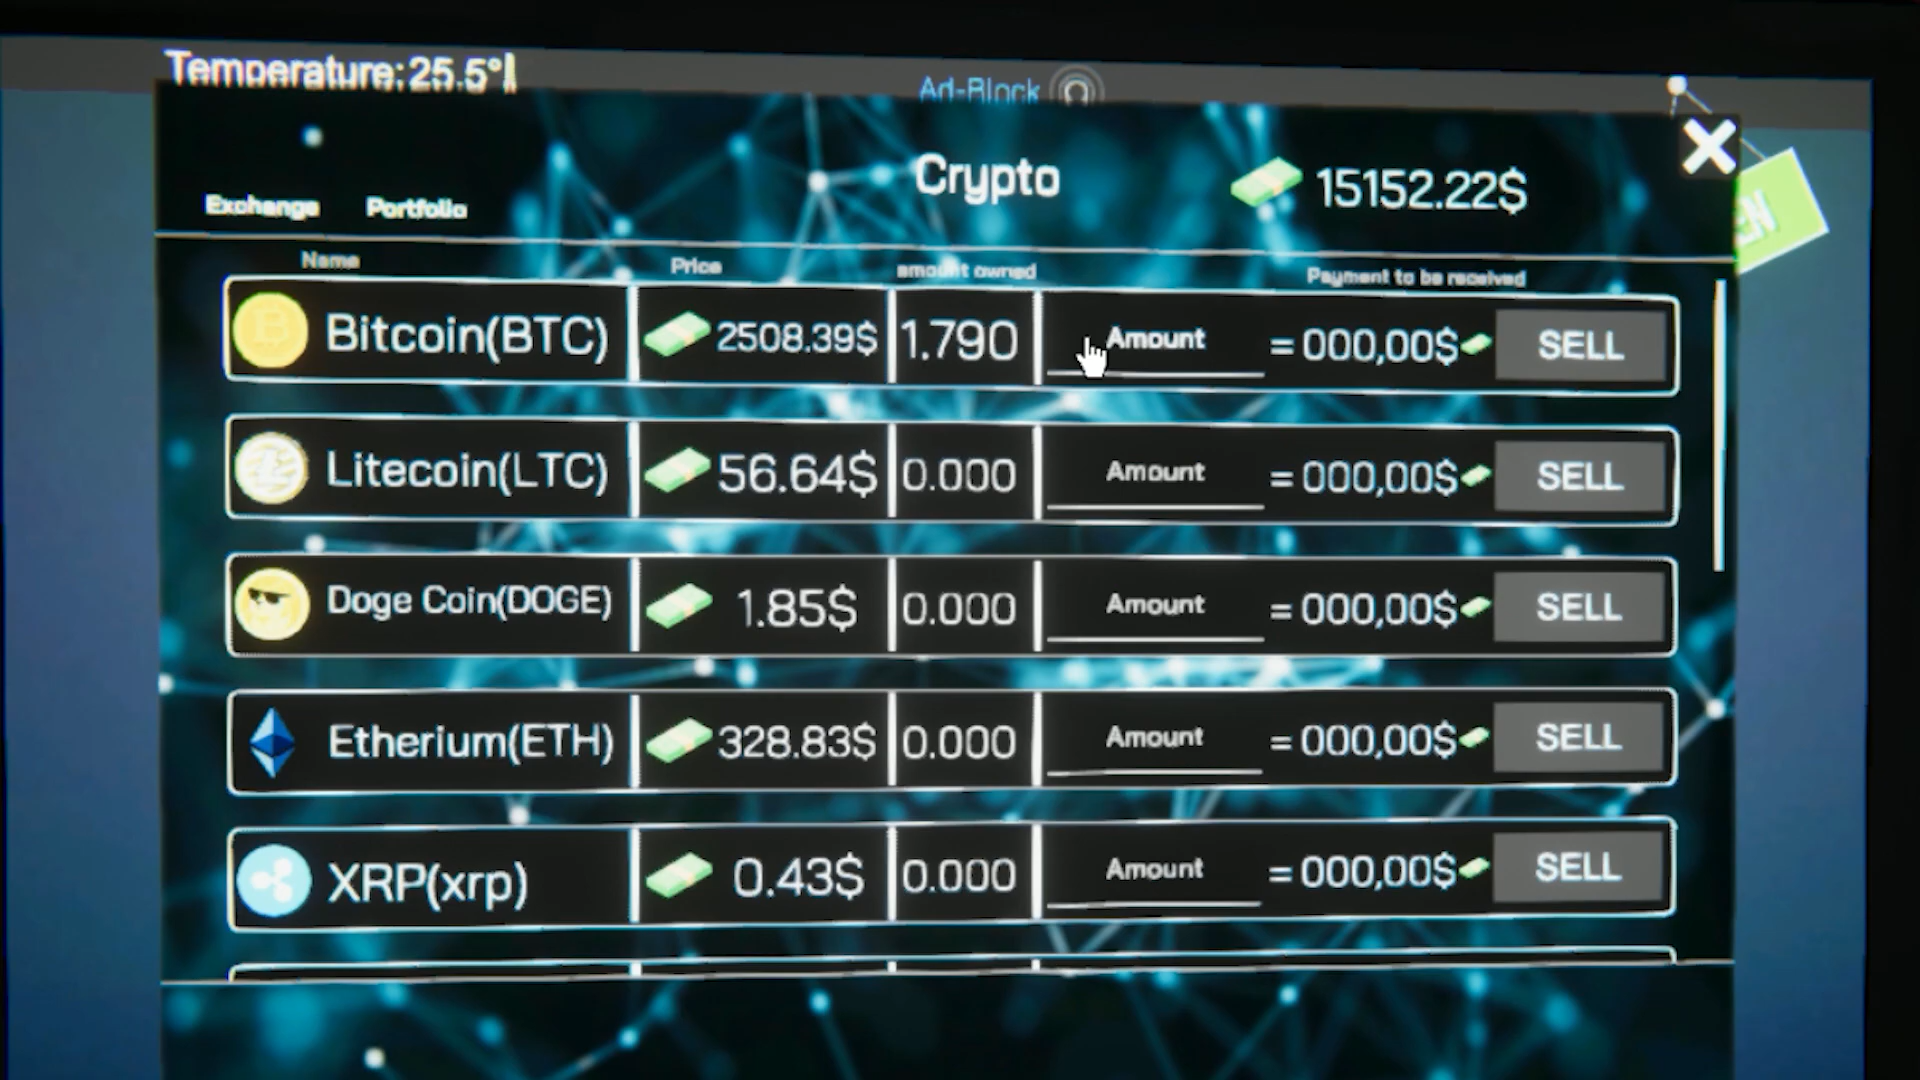 Temperature: 25.5°
Ad-Block
Crypto
15152.22$
Exchange Portfolio
Name Price amount owned Payment to be received
Bitcoin(BTC) 2508.39$ 1.790 Amount = 000,00$ SELL
Litecoin(LTC) 56.64$ 0.000 Amount = 000,00$ SELL
Doge Coin(DOGE) 1.85$ 0.000 Amount = 000,00$ SELL
Etherium(ETH) 328.83$ 0.000 Amount = 000,00$ SELL
XRP(xrp) 0.43$ 0.000 Amount = 000,00$ SELL